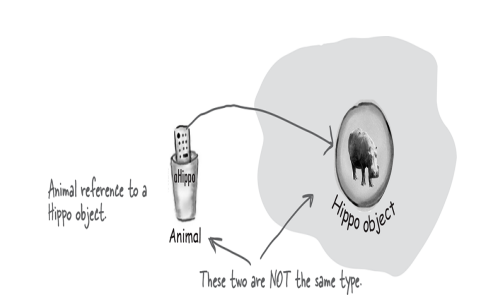 aHippo
Animal reference to a
Hippo object.
Animal
Hippo object
These two are NOT the same type.